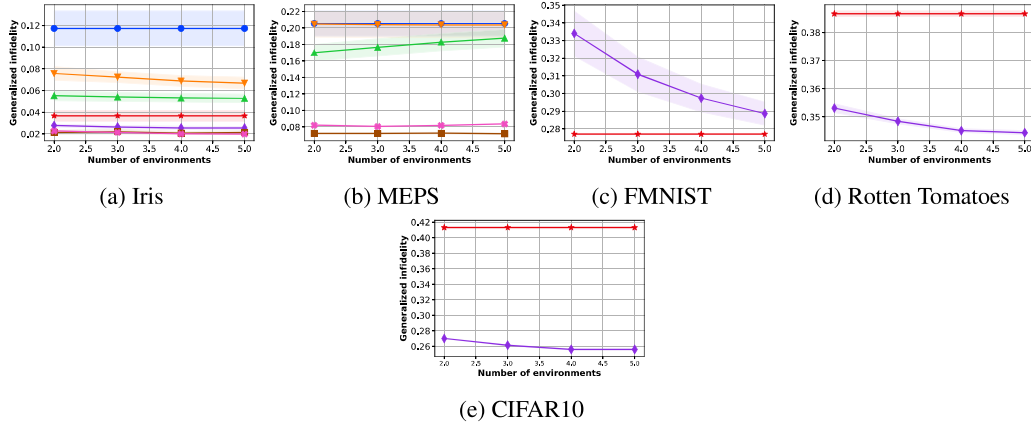 Generalized infidelity
0.12
0.10
0.08
0.06
0.04
0.02
2.0 2.5 3.0 3.5 4.0 4.5 5.0
Number of environments
(a) Iris
Generalized infidelity
0.22
0.20
0.18
0.16
0.14
0.12
0.10
0.08
2.0 2.5 3.0 3.5 4.0 4.5 5.0
Number of environments
(b) MEPS
Generalized infidelity
0.35
0.34
0.33
0.32
0.31
0.30
0.29
0.28
2.0 2.5 3.0 3.5 4.0 4.5 5.0
Number of environments
(c) FMNIST
Generalized infidelity
0.38
0.37
0.36
0.35
2.0 2.5 3.0 3.5 4.0 4.5 5.0
Number of environments
(d) Rotten Tomatoes
Generalized infidelity
0.42
0.40
0.38
0.36
0.34
0.32
0.30
0.28
0.26
2.0 2.5 3.0 3.5 4.0 4.5 5.0
Number of environments
(e) CIFAR10